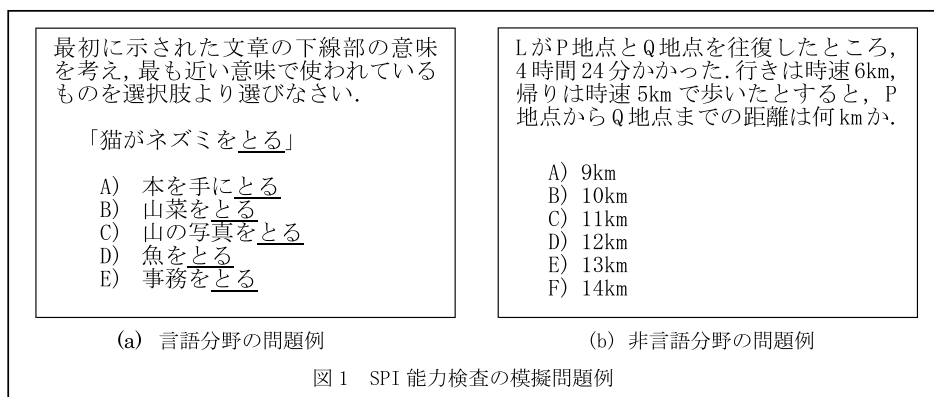 最初に示された文章の下線部の意味
を考え，最も近い意味で使われている
ものを選択肢より選びなさい．
「猫がネズミをとる」
A) 本を手にとる
B) 山菜をとる
C) 山の写真をとる
D) 魚をとる
E) 事務をとる
(a) 言語分野の問題例
LがP地点とQ地点を往復したところ，
4時間24分かかった．行きは時速6km，
帰りは時速5kmで歩いたとすると，P
地点からQ地点までの距離は何kmか．
A) 9km
B) 10km
C) 11km
D) 12km
E) 13km
F) 14km
(b) 非言語分野の問題例
図1 SPI能力検査の模擬問題例